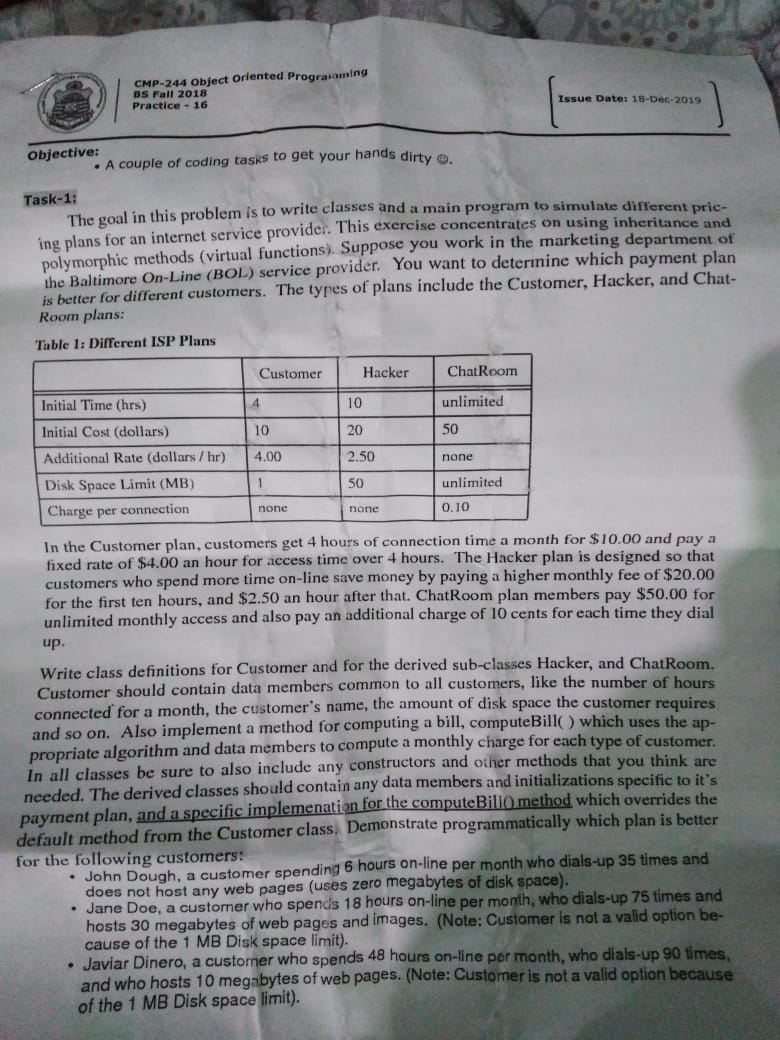 CMP-244 Object Oriented Programming
BS Fall 2018
Practice - 16
Issue Date: 18-Dec-2019
Objective:
• A couple of coding tasks to get your hands dirty ☺.
Task-1:
The goal in this problem is to write classes and a main program to simulate different pric-
ing plans for an internet service provider. This exercise concentrates on using inheritance and
polymorphic methods (virtual functions). Suppose you work in the marketing department of
the Baltimore On-Line (BOL) service provider. You want to determine which payment plan
is better for different customers. The types of plans include the Customer, Hacker, and Chat-
Room plans:
Table 1: Different ISP Plans
Customer Hacker ChatRoom
Initial Time (hrs) 4 10 unlimited
Initial Cost (dollars) 10 20 50
Additional Rate (dollars / hr) 4.00 2.50 none
Disk Space Limit (MB) 1 50 unlimited
Charge per connection none none 0.10
In the Customer plan, customers get 4 hours of connection time a month for $10.00 and pay a
fixed rate of $4.00 an hour for access time over 4 hours. The Hacker plan is designed so that
customers who spend more time on-line save money by paying a higher monthly fee of $20.00
for the first ten hours, and $2.50 an hour after that. ChatRoom plan members pay $50.00 for
unlimited monthly access and also pay an additional charge of 10 cents for each time they dial
up.
Write class definitions for Customer and for the derived sub-classes Hacker, and ChatRoom.
Customer should contain data members common to all customers, like the number of hours
connected for a month, the customer's name, the amount of disk space the customer requires
and so on. Also implement a method for computing a bill, computeBill( ) which uses the ap-
propriate algorithm and data members to compute a monthly charge for each type of customer.
In all classes be sure to also include any constructors and other methods that you think are
needed. The derived classes should contain any data members and initializations specific to it's
payment plan, and a specific implemenation for the computeBill() method which overrides the
default method from the Customer class. Demonstrate programmatically which plan is better
for the following customers:
• John Dough, a customer spending 6 hours on-line per month who dials-up 35 times and
does not host any web pages (uses zero megabytes of disk space).
• Jane Doe, a customer who spends 18 hours on-line per month, who dials-up 75 times and
hosts 30 megabytes of web pages and images. (Note: Customer is not a valid option be-
cause of the 1 MB Disk space limit).
• Javiar Dinero, a customer who spends 48 hours on-line per month, who dials-up 90 times,
and who hosts 10 megabytes of web pages. (Note: Customer is not a valid option because
of the 1 MB Disk space limit).